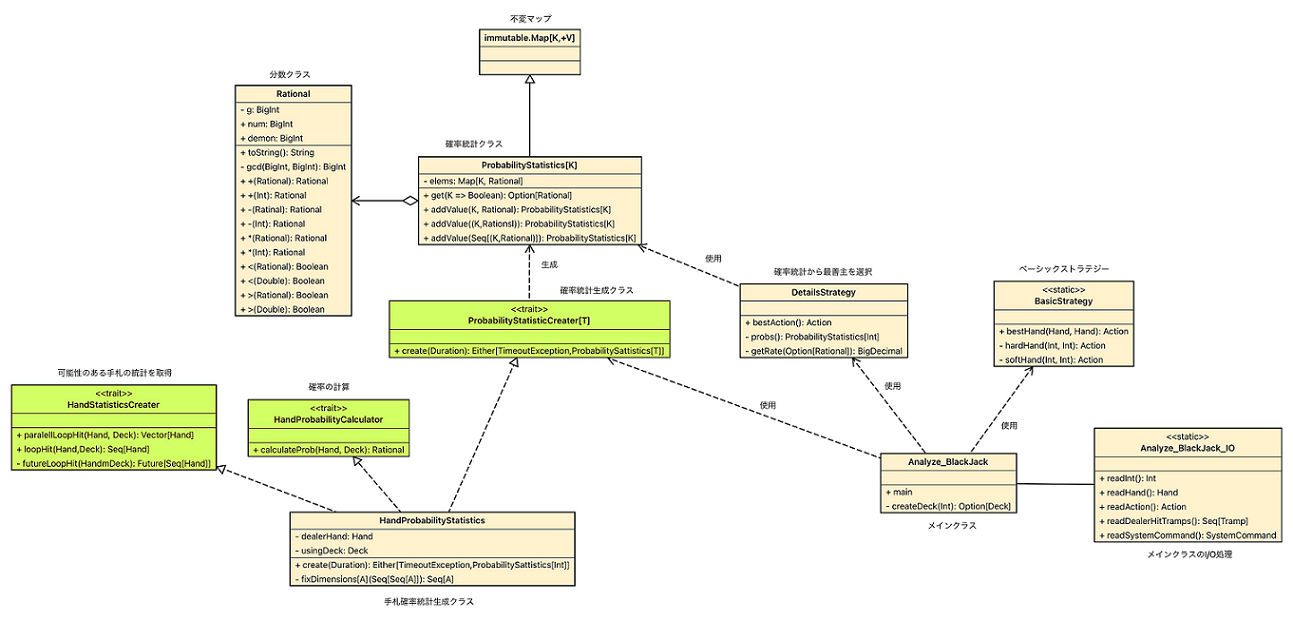 不変マップ
immutable.Map[K,+V]
分数クラス
Rational
- g: BigInt
+ num: BigInt
+ demon: BigInt
+ toString(): String
- gcd(BigInt, BigInt): BigInt
+ +(Rational): Rational
+ +(Int): Rational
+ -(Ratinal): Rational
+ -(Int): Rational
+ *(Rational): Rational
+ *(Int): Rational
+ <(Rational): Boolean
+ <(Double): Boolean
+ >(Rational): Boolean
+ >(Double): Boolean
確率統計クラス
ProbabilityStatistics[K]
- elems: Map[K, Rational]
+ get(K => Boolean): Option[Rational]
+ addValue(K, Rational): ProbabilityStatistics[K]
+ addValue((K,Rationsl)): ProbabilityStatistics[K]
+ addValue(Seq[(K,Rational)]): ProbabilityStatistics[K]
生成
使用
確率統計生成クラス
<<trait>>
ProbabilityStatisticCreater[T]
+ create(Duration): Either[TimeoutException,ProbabilitySattistics[T]]
確率統計から最善主を選択
DetailsStrategy
+ bestAction(): Action
- probs(): ProbabilityStatistics[Int]
- getRate(Option[Rational]): BigDecimal
ベーシックストラテジー
<<static>>
BasicStrategy
+ bestHand(Hand, Hand): Action
- hardHand(Int, Int): Action
- softHand(Int, Int): Action
可能性のある手札の統計を取得
<<trait>>
HandStatisticsCreater
+ paralellLoopHit(Hand, Deck): Vector[Hand]
+ loopHit(Hand,Deck): Seq[Hand]
- futureLoopHit(HandmDeck): Future[Seq[Hand]]
確率の計算
<<trait>>
HandProbabilityCalculator
+ calculateProb(Hand, Deck): Rational
使用
使用
使用
Analyze_BlackJack
+ main
- createDeck(Int): Option[Deck]
メインクラス
<<static>>
Analyze_BlackJack_IO
+ readInt(): Int
+ readHand(): Hand
+ readAction(): Action
+ readDealerHitTramps(): Seq[Tramp]
+ readSystemCommand(): SystemCommand
メインクラスのI/O処理
HandProbabilityStatistics
- dealerHand: Hand
- usingDeck: Deck
+ create(Duration): Either[TimeoutException,ProbabilitySattistics[Int]]
- fixDimensions[A](Seq[Seq[A]]): Seq[A]
手札確率統計生成クラス